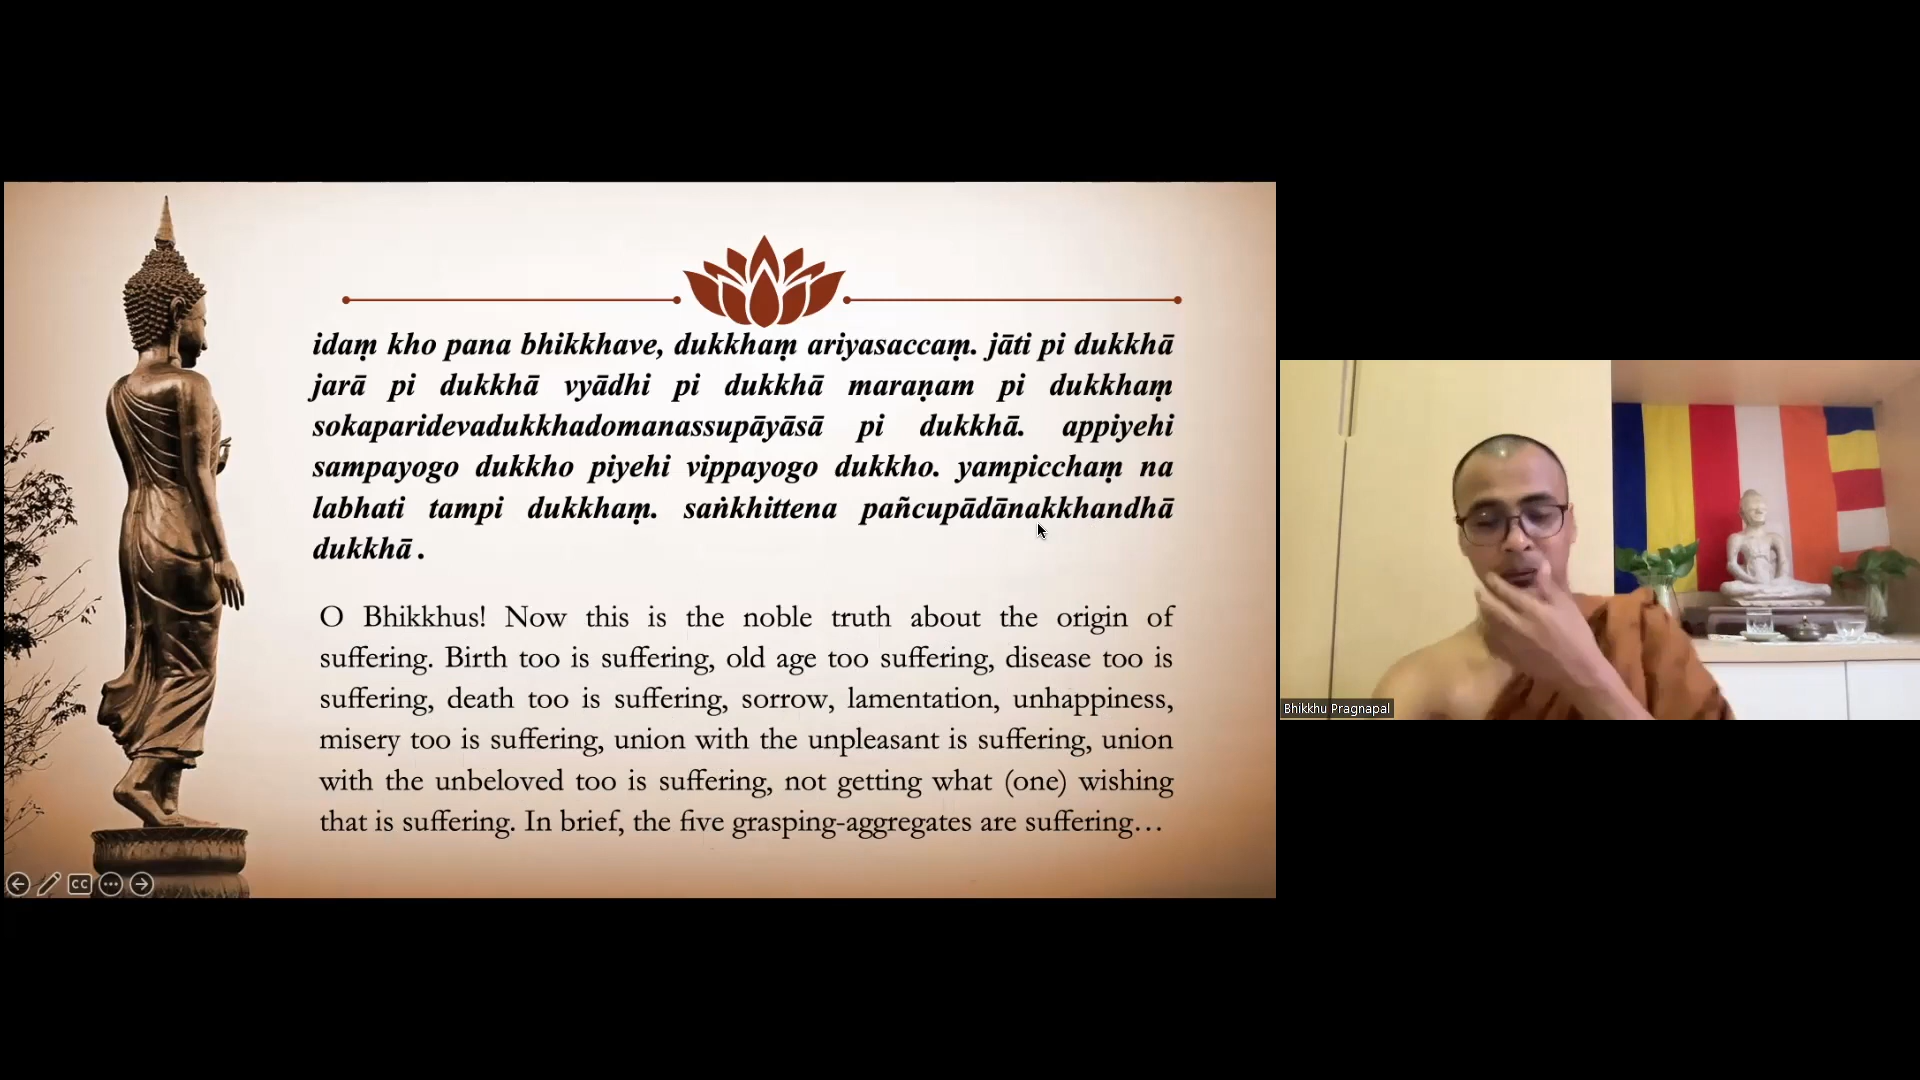 idaṃ kho pana bhikkhave, dukkhaṃ ariyasaccaṃ. jāti pi dukkhā
jarā pi dukkhā vyādhi pi dukkhā maraṇam pi dukkhaṃ
sokaparidevadukkhadomanassupāyāsā pi dukkhā. appiyehi
sampayogo dukkho piyehi vippayogo dukkho. yampicchaṃ na
labhati tampi dukkhaṃ. saṅkhittena pañcupādānakkhandhā
dukkhā .
O Bhikkhus! Now this is the noble truth about the origin of
suffering. Birth too is suffering, old age too suffering, disease too is
suffering, death too is suffering, sorrow, lamentation, unhappiness,
misery too is suffering, union with the unpleasant is suffering, union
with the unbeloved too is suffering, not getting what (one) wishing
that is suffering. In brief, the five grasping-aggregates are suffering…
CC
Bhikkhu Pragnapal